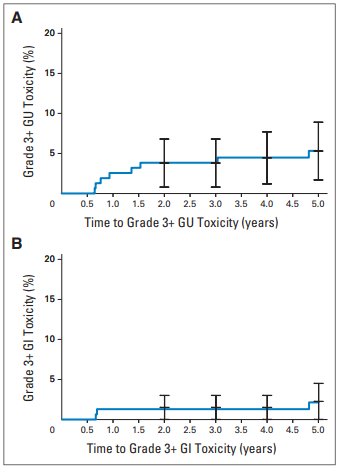 A
Grade 3+ GU Toxicity (%)
20
15
10
5
0 0.5 1.0 1.5 2.0 2.5 3.0 3.5 4.0 4.5 5.0
Time to Grade 3+ GU Toxicity (years)
B
Grade 3+ GI Toxicity (%)
20
15
10
5
0 0.5 1.0 1.5 2.0 2.5 3.0 3.5 4.0 4.5 5.0
Time to Grade 3+ GI Toxicity (years)